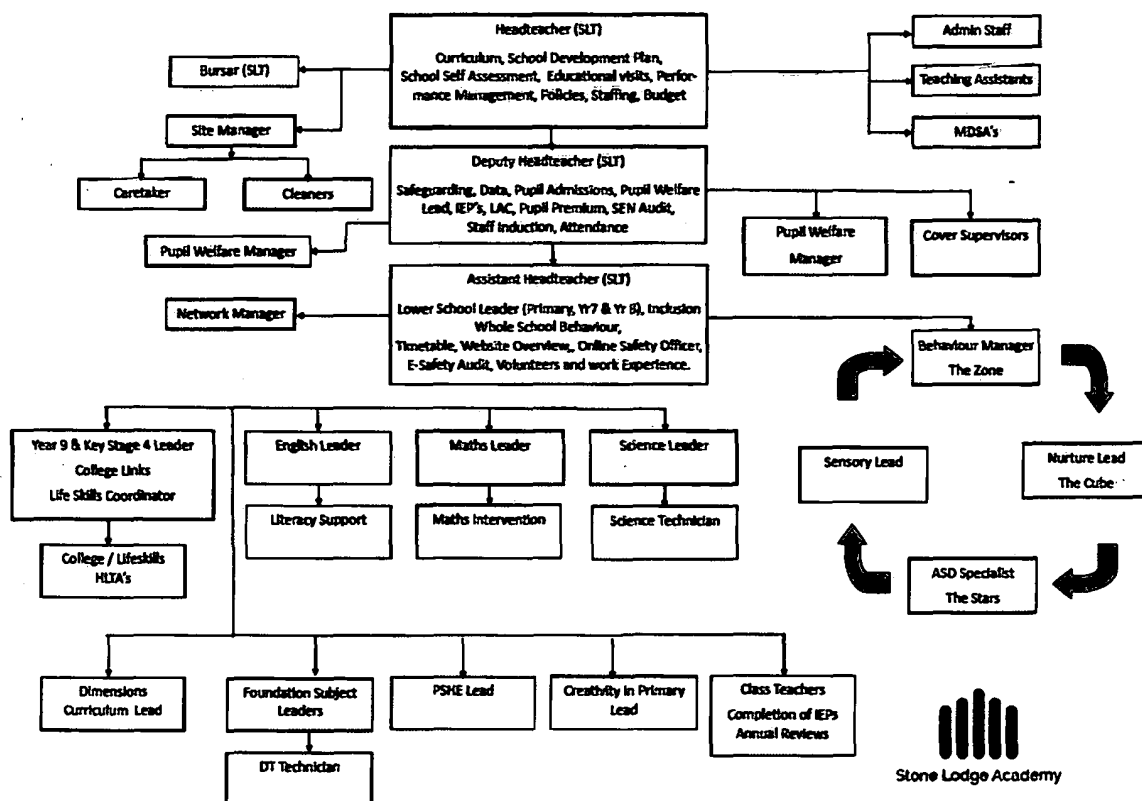 Headteacher (SLT)
Curriculum, School Development Plan,
School Self Assessment, Educational visits, Perfor-
mance Management, Policies, Staffing, Budget
Admin Staff
Teaching Assistants
MDSA's
Bursar (SLT)
Site Manager
Caretaker
Cleaners
Deputy Headteacher (SLT)
Safeguarding, Data, Pupil Admissions, Pupil Welfare
Lead, IEP's, LAC, Pupil Premium, SEN Audit,
Staff Induction, Attendance
Pupil Welfare Manager
Pupil Welfare
Manager
Cover Supervisors
Assistant Headteacher (SLT)
Lower School Leader (Primary, Yr7 & Yr 8), Inclusion
Whole School Behaviour,
Timetable, Website Overview,, Online Safety Officer,
E-Safety Audit, Volunteers and work Experience.
Network Manager
Behaviour Manager
The Zone
Nurture Lead
The Cube
ASD Specialist
The Stars
Sensory Lead
Year 9 & Key Stage 4 Leader
College Links
Life Skills Coordinator
College / Lifeskills
HLTA's
English Leader
Literacy Support
Maths Leader
Maths Intervention
Science Leader
Science Technician
Dimensions
Curriculum Lead
Foundation Subject
Leaders
DT Technician
PSHE Lead
Creativity in Primary
Lead
Class Teachers
Completion of IEPs
Annual Reviews
Stone Lodge Academy